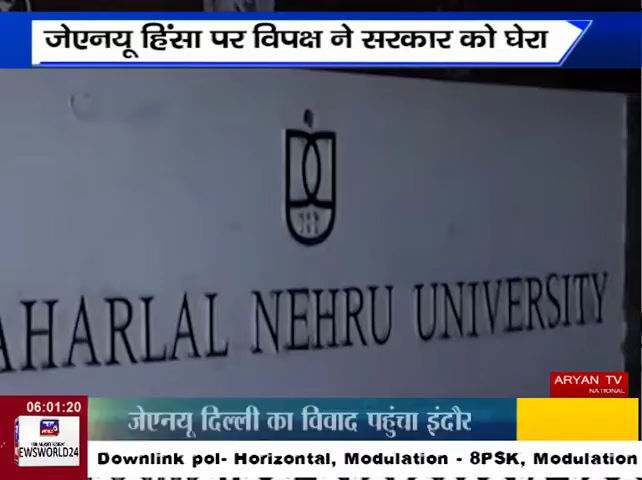 जेएनयू हिंसा पर विपक्ष ने सरकार को घेरा
AHARLAL NEHRU UNIVERSITY
ARYAN TV
NATIONAL
06:01:20
जेएनयू दिल्ली का विवाद पहुंचा इंदौर
EWSWORLD24
Downlink pol- Horizontal, Modulation - 8PSK, Modulation